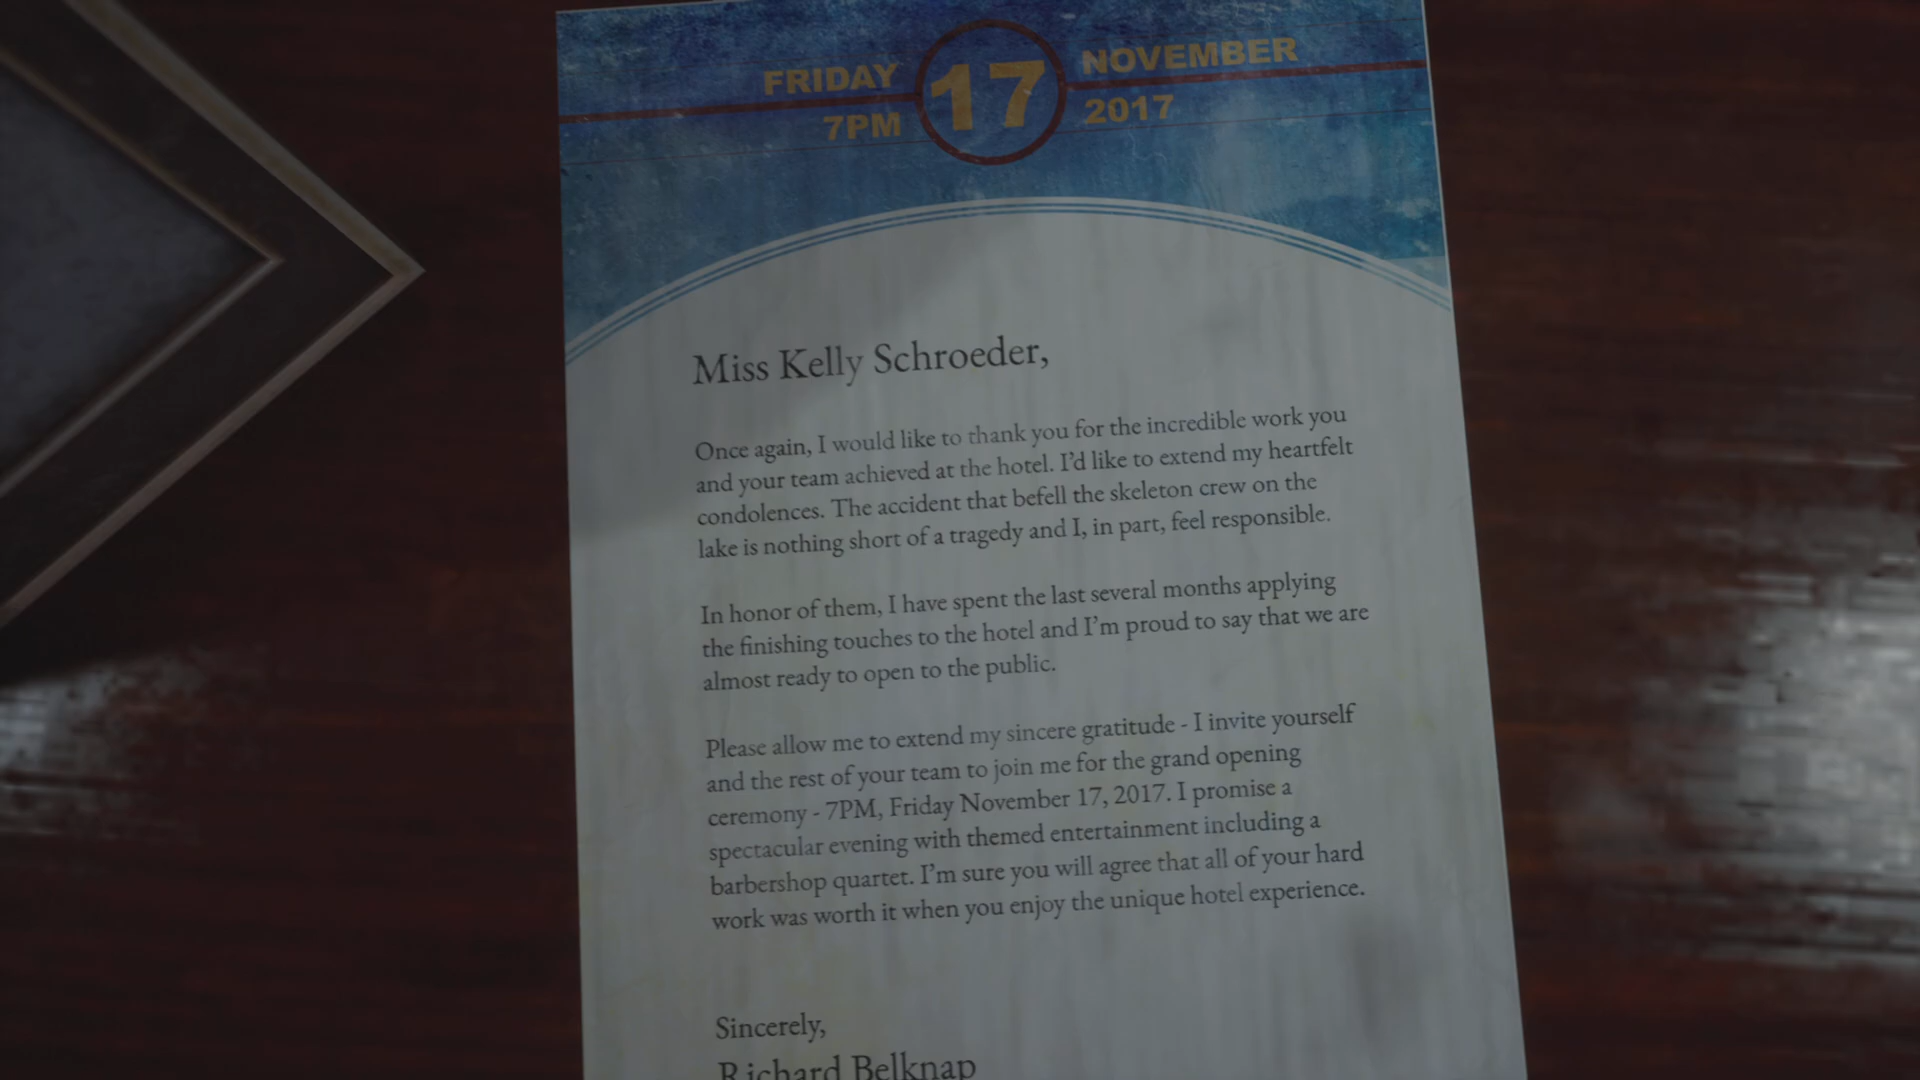 FRIDAY
7PM
17
NOVEMBER
2017
Miss Kelly Schroeder,
Once again, I would like to thank you for the incredible work you
and your team achieved at the hotel. I'd like to extend my heartfelt
condolences. The accident that befell the skeleton crew on the
lake is nothing short of a tragedy and I, in part, feel responsible.
In honor of them, I have spent the last several months applying
the finishing touches to the hotel and I'm proud to say that we are
almost ready to open to the public.
Please allow me to extend my sincere gratitude - I invite yourself
and the rest of your team to join me for the grand opening
ceremony - 7PM, Friday November 17, 2017. I promise a
spectacular evening with themed entertainment including a
barbershop quartet. I'm sure you will agree that all of your hard
work was worth it when you enjoy the unique hotel experience.
Sincerely,
Richard Belknap